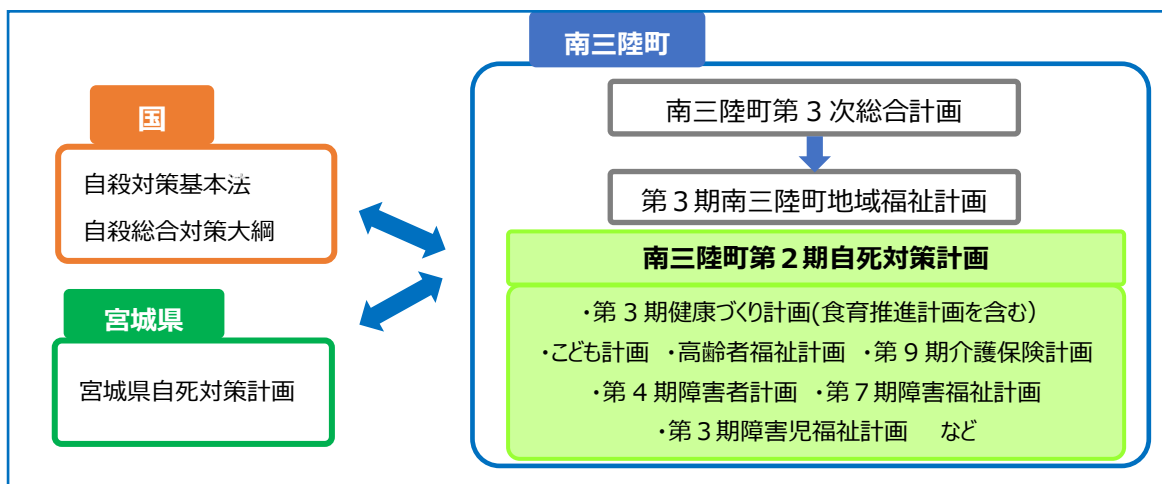 国
自殺対策基本法
自殺総合対策大綱
宮城県
宮城県自死対策計画
南三陸町
南三陸町第3次総合計画
第3期南三陸町地域福祉計画
南三陸町第2期自死対策計画
・第3期健康づくり計画(食育推進計画を含む）
・こども計画 ・高齢者福祉計画 ・第9期介護保険計画
・第4期障害者計画 ・第7期障害福祉計画
・第3期障害児福祉計画 など